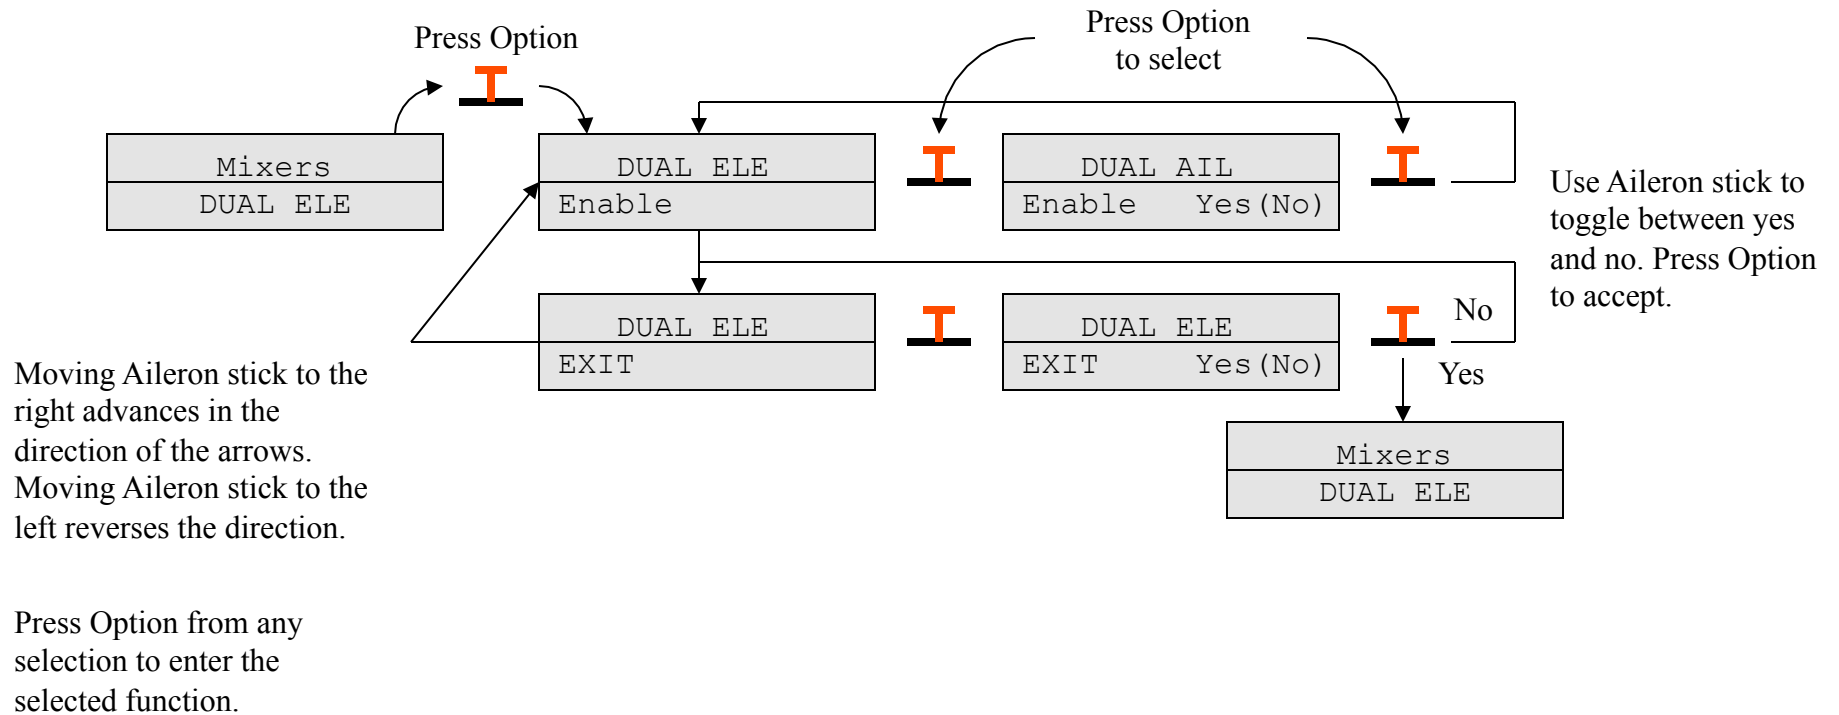 Press Option
Press Option
to select
Mixers
DUAL ELE
DUAL ELE
Enable
DUAL AIL
Enable Yes(No)
Use Aileron stick to
toggle between yes
and no. Press Option
to accept.
DUAL ELE
EXIT
DUAL ELE
EXIT Yes(No)
No
Yes
Moving Aileron stick to the
right advances in the
direction of the arrows.
Moving Aileron stick to the
left reverses the direction.
Mixers
DUAL ELE
Press Option from any
selection to enter the
selected function.